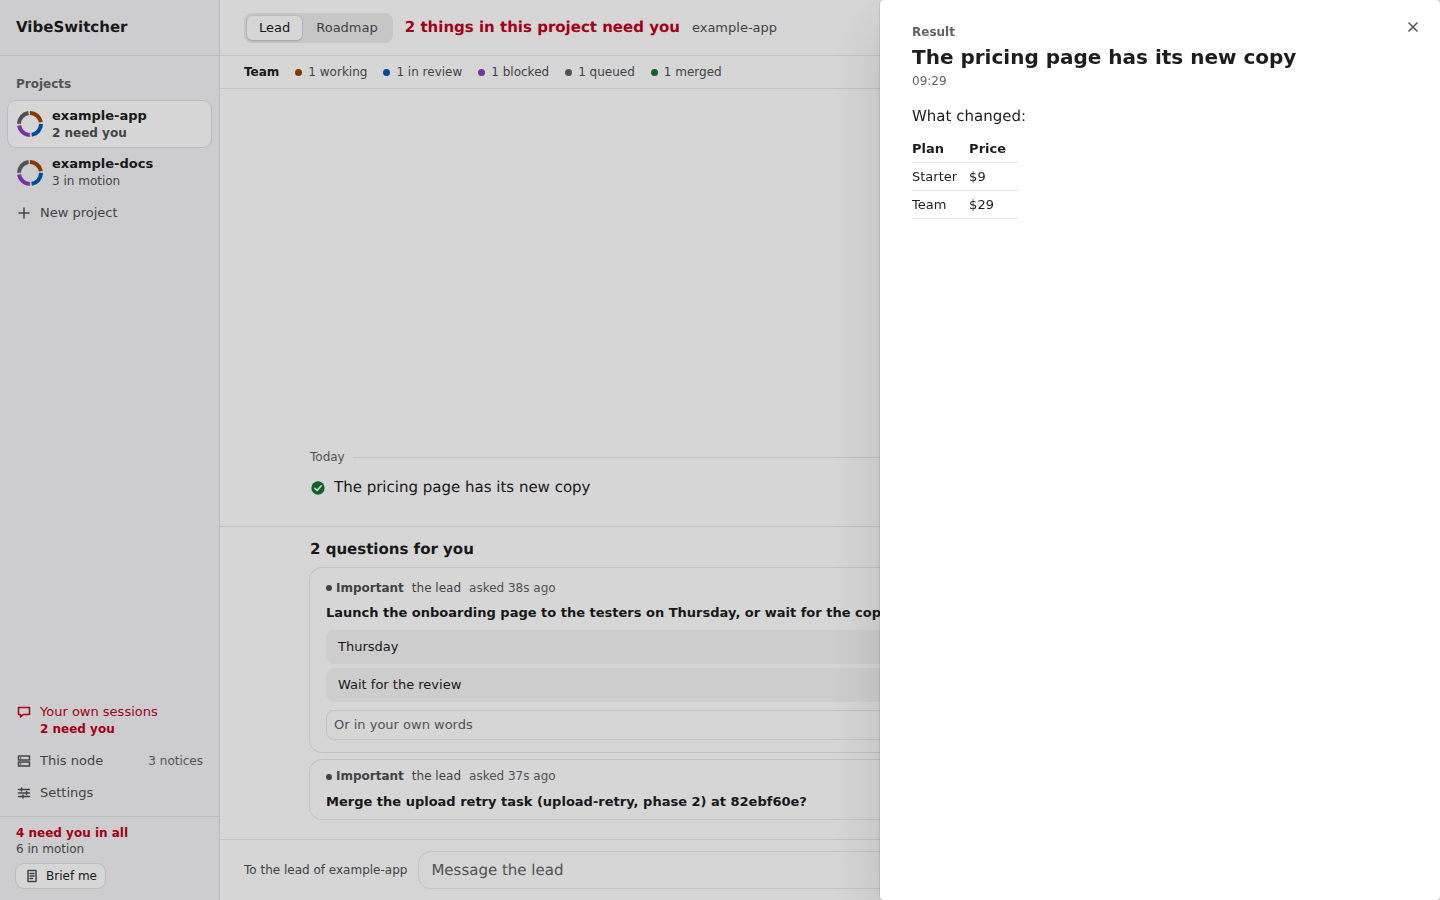 VibeSwitcher
Projects
example-app
2 need you
example-docs
3 in motion
New project
Your own sessions
2 need you
This node 3 notices
Settings
4 need you in all
6 in motion
Brief me
Lead Roadmap 2 things in this project need you example-app
Team 1 working 1 in review 1 blocked 1 queued 1 merged
Today
The pricing page has its new copy
2 questions for you
Important the lead asked 38s ago
Launch the onboarding page to the testers on Thursday, or wait for the cop
Thursday
Wait for the review
Or in your own words
Important the lead asked 37s ago
Merge the upload retry task (upload-retry, phase 2) at 82ebf60e?
To the lead of example-app Message the lead
Result
The pricing page has its new copy
09:29
What changed:
Plan Price
Starter $9
Team $29